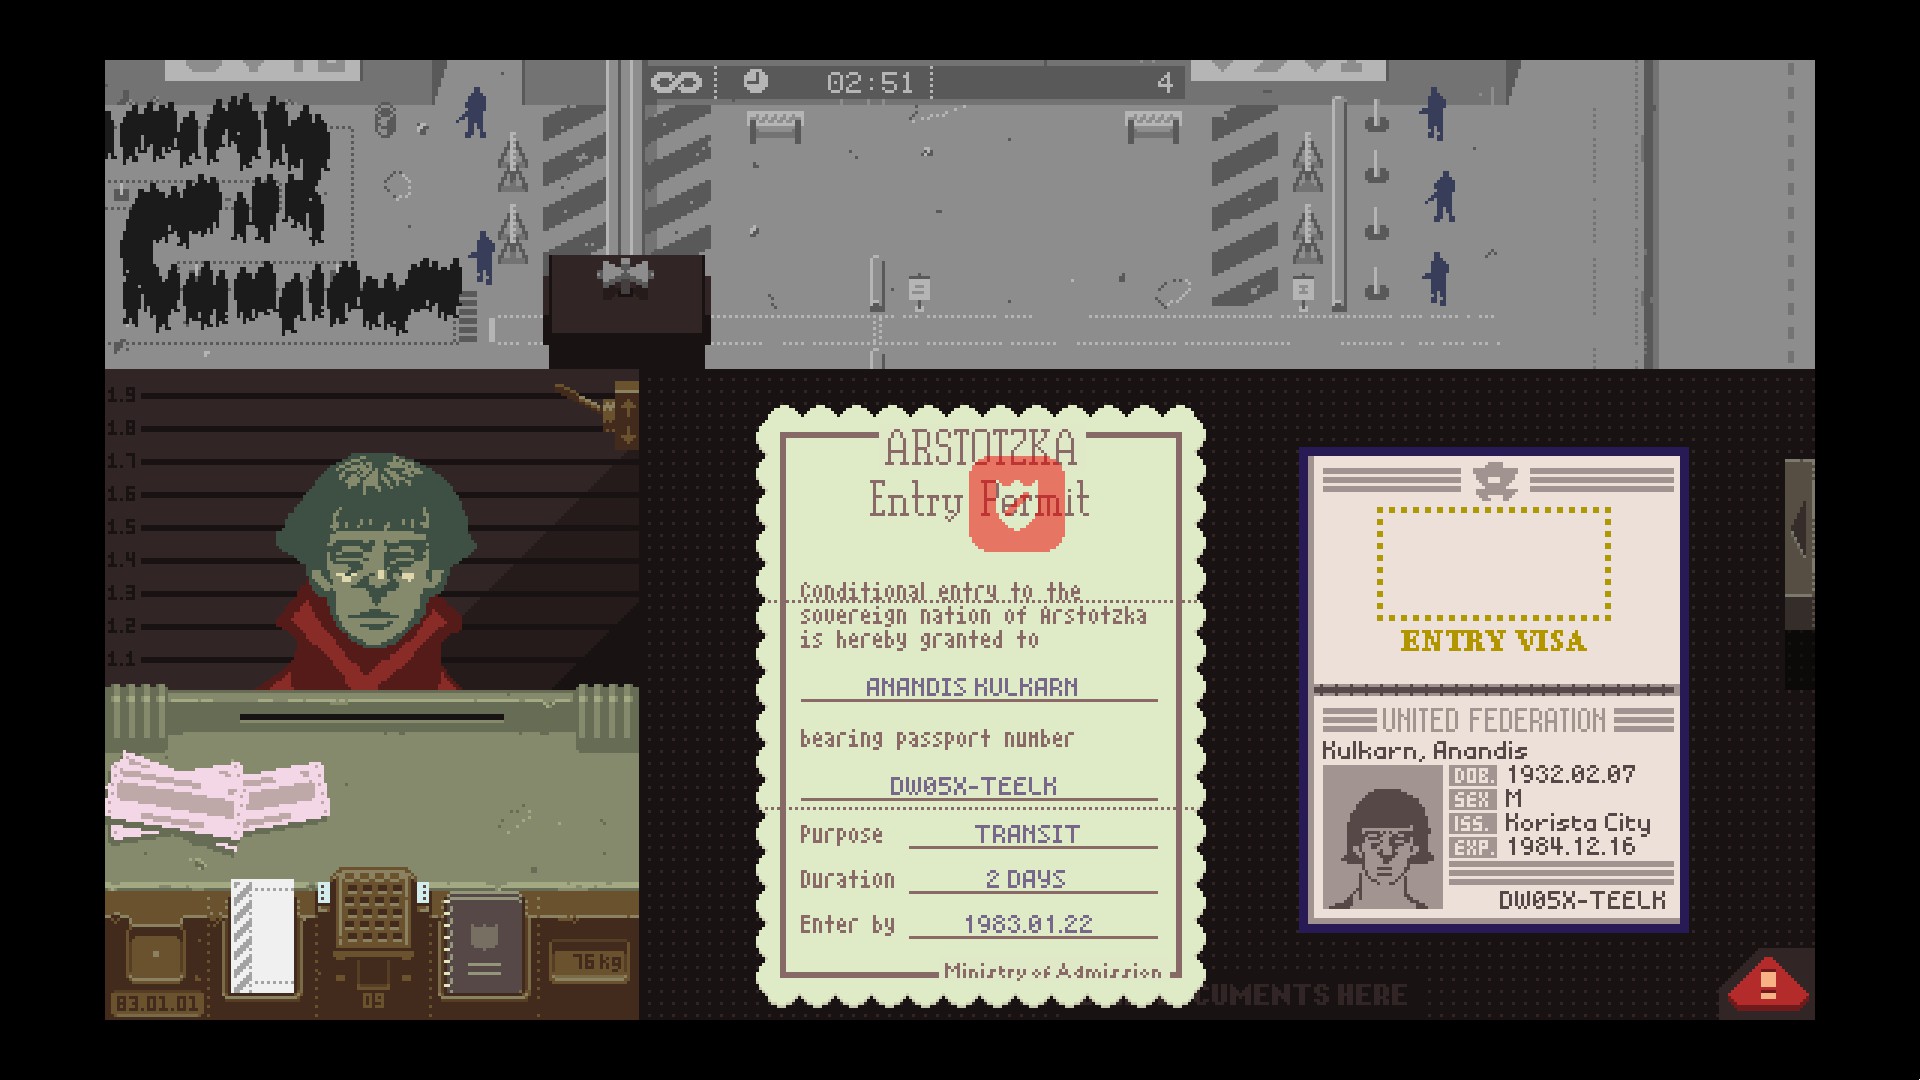 02:51
4
1.9
1.8
1.7
1.6
1.5
1.4
1.3
1.2
1.1
ARSTOTZKA
Entry Permit
Conditional entry to the
sovereign nation of Arstotzka
is hereby granted to
ANANDIS KULKARN
bearing passport number
DW05X-TEELK
Purpose TRANSIT
Duration 2 DAYS
Enter by 1983.01.22
Ministry of Admission
ENTRY VISA
UNITED FEDERATION
Kulkarn, Anandis
DOB. 1932.02.07
SEX M
ISS. Korista City
EXP. 1984.12.16
DW05X-TEELK
CUMENTS HERE
76kg
83.01.01
09